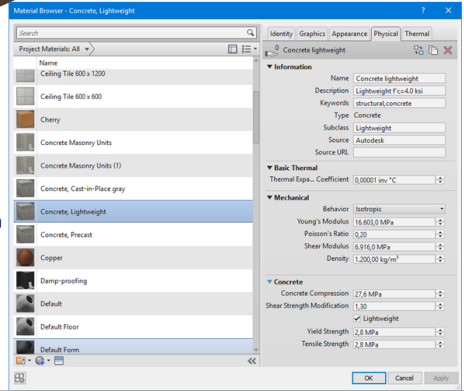 Material Browser - Concrete, Lightweight
? ×
Search
Project Materials: All
Name
Ceiling Tile 600 x 1200
Ceiling Tile 600 x 600
Cherry
Concrete Masonry Units
Concrete Masonry Units (1)
Concrete, Cast-in-Place gray
Concrete, Lightweight
Concrete, Precast
Copper
Damp-proofing
Default
Default Floor
Default Form
Identity Graphics Appearance Physical Thermal
0 Concrete lightweight
Information
Name Concrete lightweight
Description Lightweight f'c=4.0 ksi
Keywords structural,concrete
Type Concrete
Subclass Lightweight
Source Autodesk
Source URL
Basic Thermal
Thermal Expa... Coefficient 0,00001 inv °C
Mechanical
Behavior Isotropic
Young's Modulus 16.603,0 MPa
Poisson's Ratio 0,20
Shear Modulus 6.916,0 MPa
Density 1.200,00 kg/m³
Concrete
Concrete Compression 27,6 MPa
Shear Strength Modification 1,30
Lightweight
Yield Strength 2,8 MPa
Tensile Strength 2,8 MPa
OK Cancel Apply